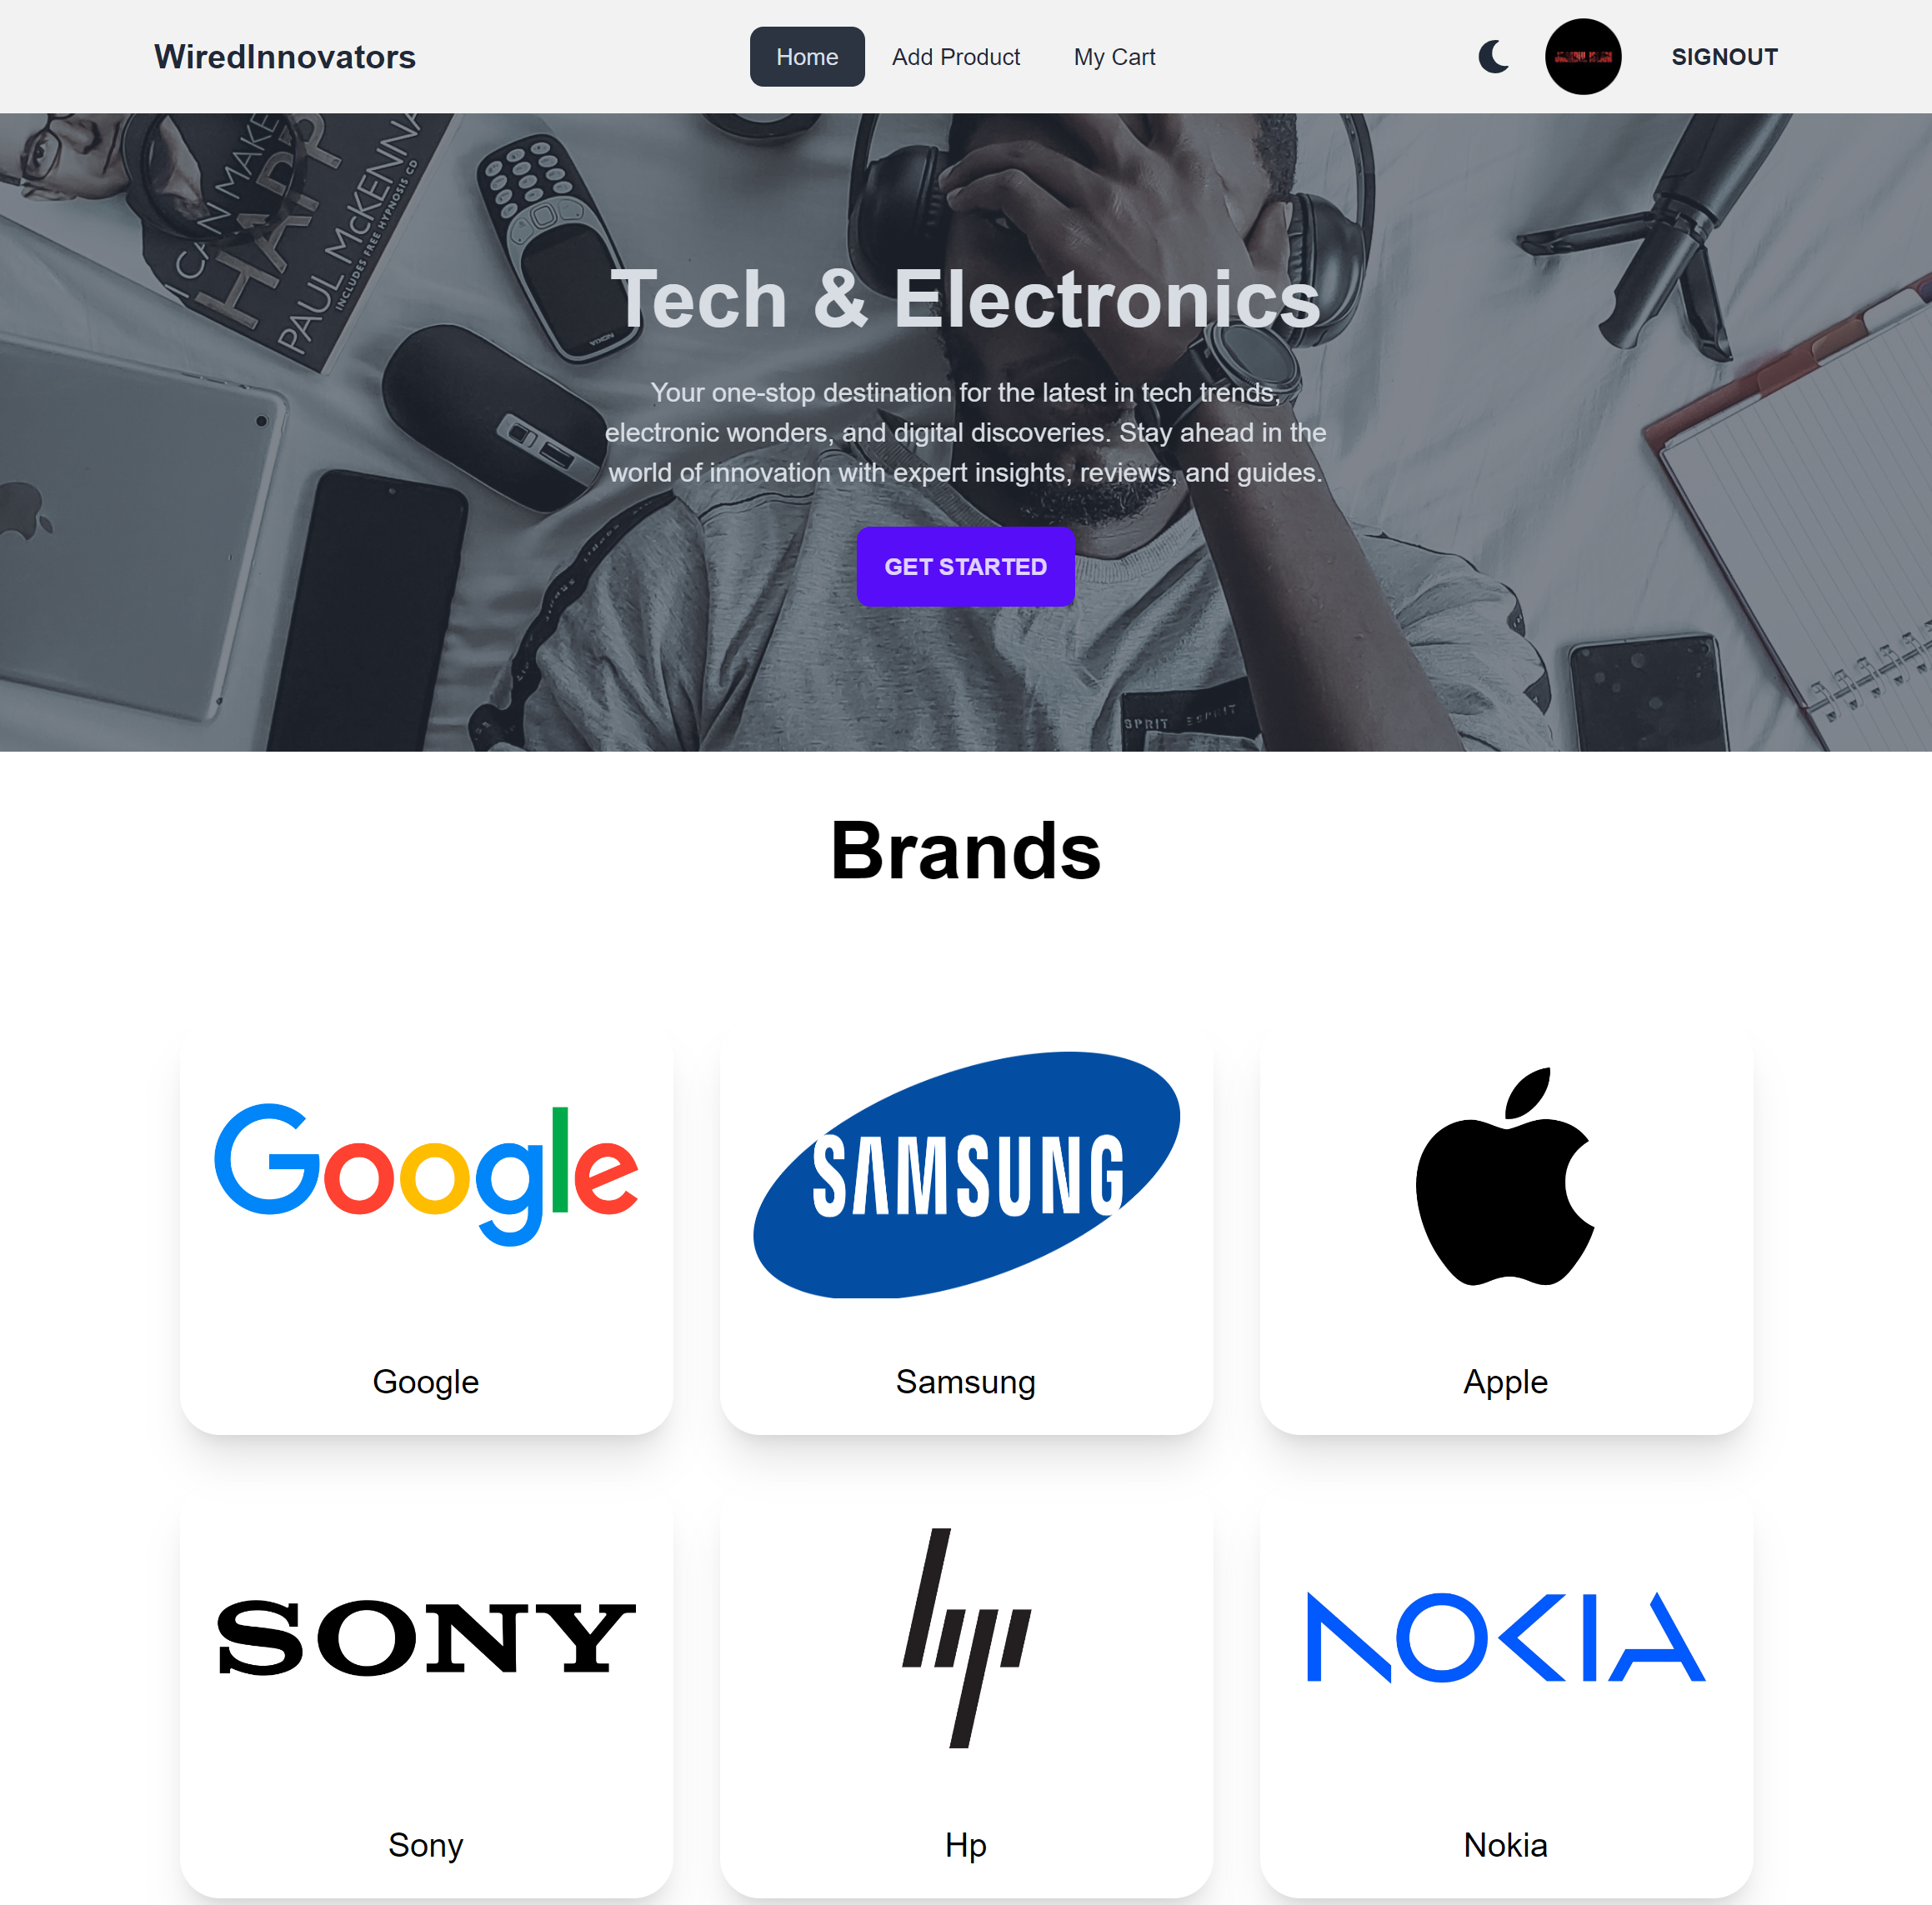 WiredInnovators
Home
Add Product
My Cart
SIGNOUT
I CAN MAKE
HAPP
PAUL McKENNA
INCLUDES FREE HYPNOSIS CD
NOKIA
Tech & Electronics
Your one-stop destination for the latest in tech trends,
electronic wonders, and digital discoveries. Stay ahead in the
world of innovation with expert insights, reviews, and guides.
GET STARTED
ESPRIT
Brands
Google
SAMSUNG
Google
Samsung
Apple
SONY
hp
NOKIA
Sony
Hp
Nokia